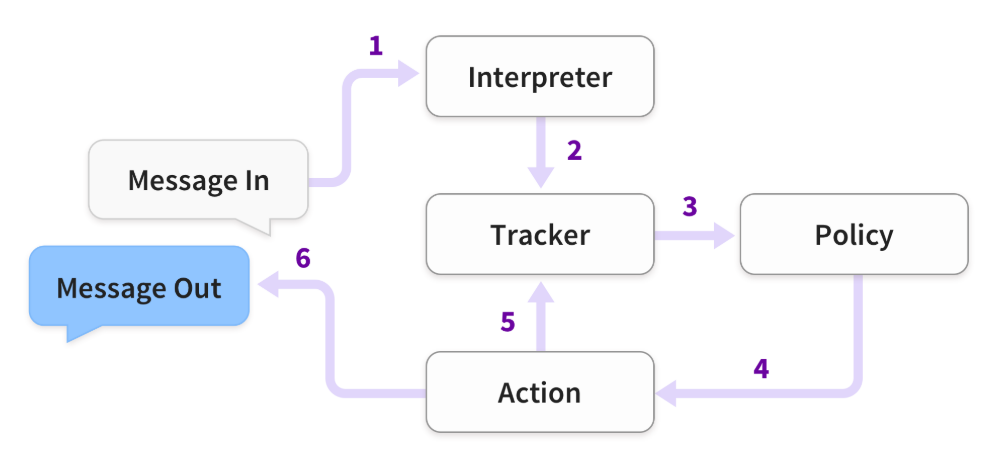 1
Interpreter
2
Message In
3
Tracker
Policy
6
Message Out
5
4
Action